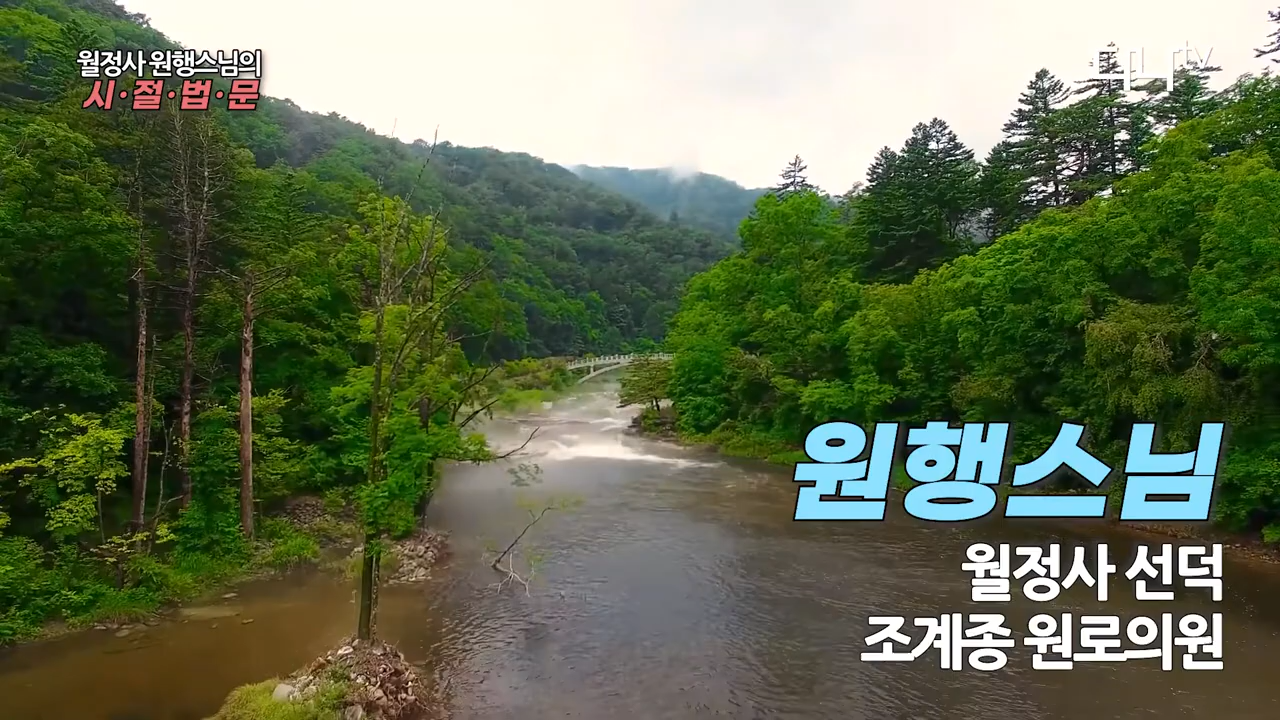 월정사 원행스님의
시·절·법·문
원행스님
월정사 선덕
조계종 원로의원